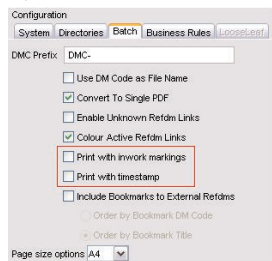 Configuration
System Directories Batch Business Rules LooseLeaf
DMC Prefix DMC-
Use DM Code as File Name
Convert To Single PDF
Enable Unknown Refdm Links
Colour Active Refdm Links
Print with inwork markings
Print with timestamp
Include Bookmarks to External Refdms
Order by Bookmark DM Code
Order by Bookmark Title
Page size options A4